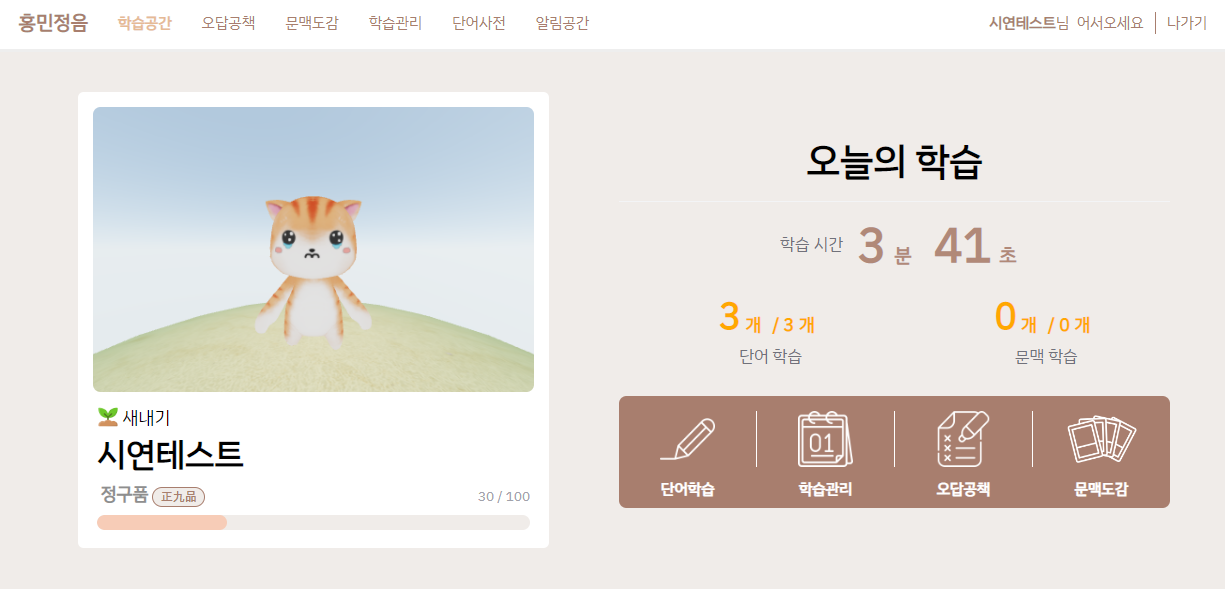 홍민정음 학습공간 오답공책 문맥도감 학습관리 단어사전 알림공간 시연테스트님 어서오세요 나가기
새내기
시연테스트
정구품 正九品 30 / 100
오늘의 학습
학습 시간 3 분 41 초
3 개 / 3 개
단어 학습
0 개 / 0 개
문맥 학습
01
단어학습 학습관리 오답공책 문맥도감